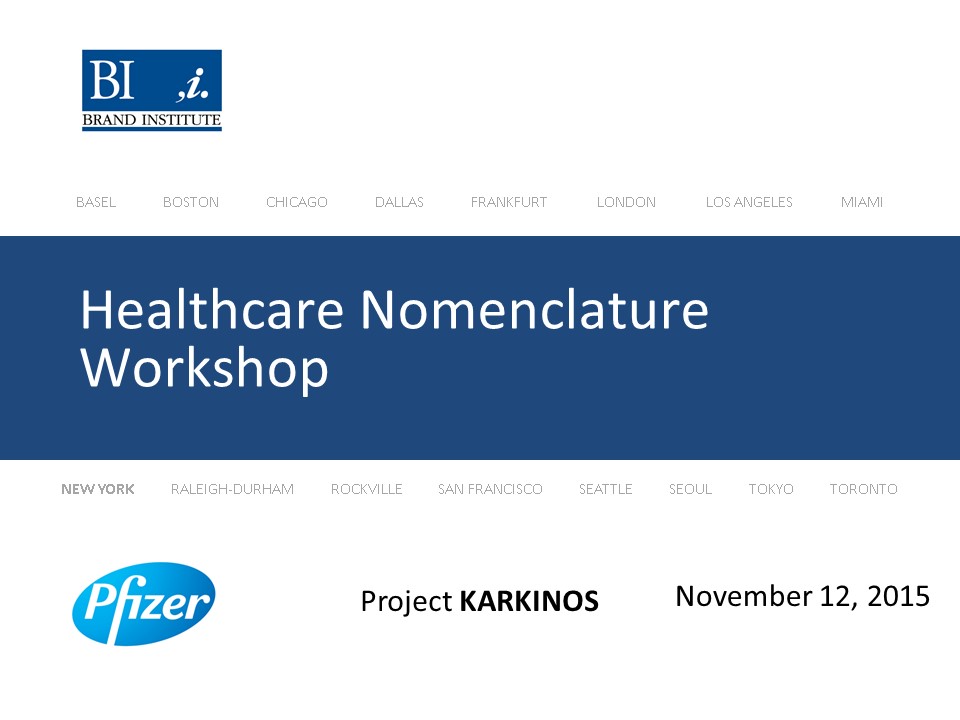 BI ,i.
BRAND INSTITUTE
BASEL BOSTON CHICAGO DALLAS FRANKFURT LONDON LOS ANGELES MIAMI
Healthcare Nomenclature
Workshop
NEW YORK RALEIGH-DURHAM ROCKVILLE SAN FRANCISCO SEATTLE SEOUL TOKYO TORONTO
Pfizer Project KARKINOS November 12, 2015